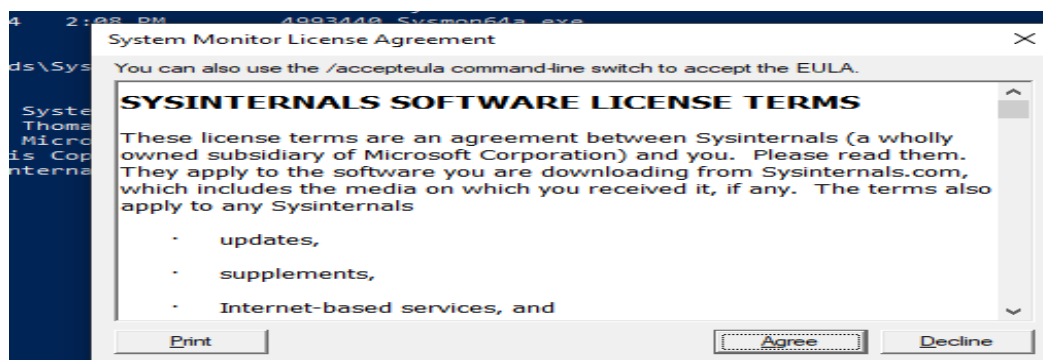 4 2:08 PM 4993440 Sysmon64a.exe
System Monitor License Agreement
ds\Sys
You can also use the /accepteula command-line switch to accept the EULA.
SYSINTERNALS SOFTWARE LICENSE TERMS
Syste
Thoma
These license terms are an agreement between Sysinternals (a wholly
Micro
is Cop
owned subsidiary of Microsoft Corporation) and you. Please read them.
nterna
They apply to the software you are downloading from Sysinternals.com,
which includes the media on which you received it, if any. The terms also
apply to any Sysinternals
· updates,
· supplements,
· Internet-based services, and
Print Agree Decline